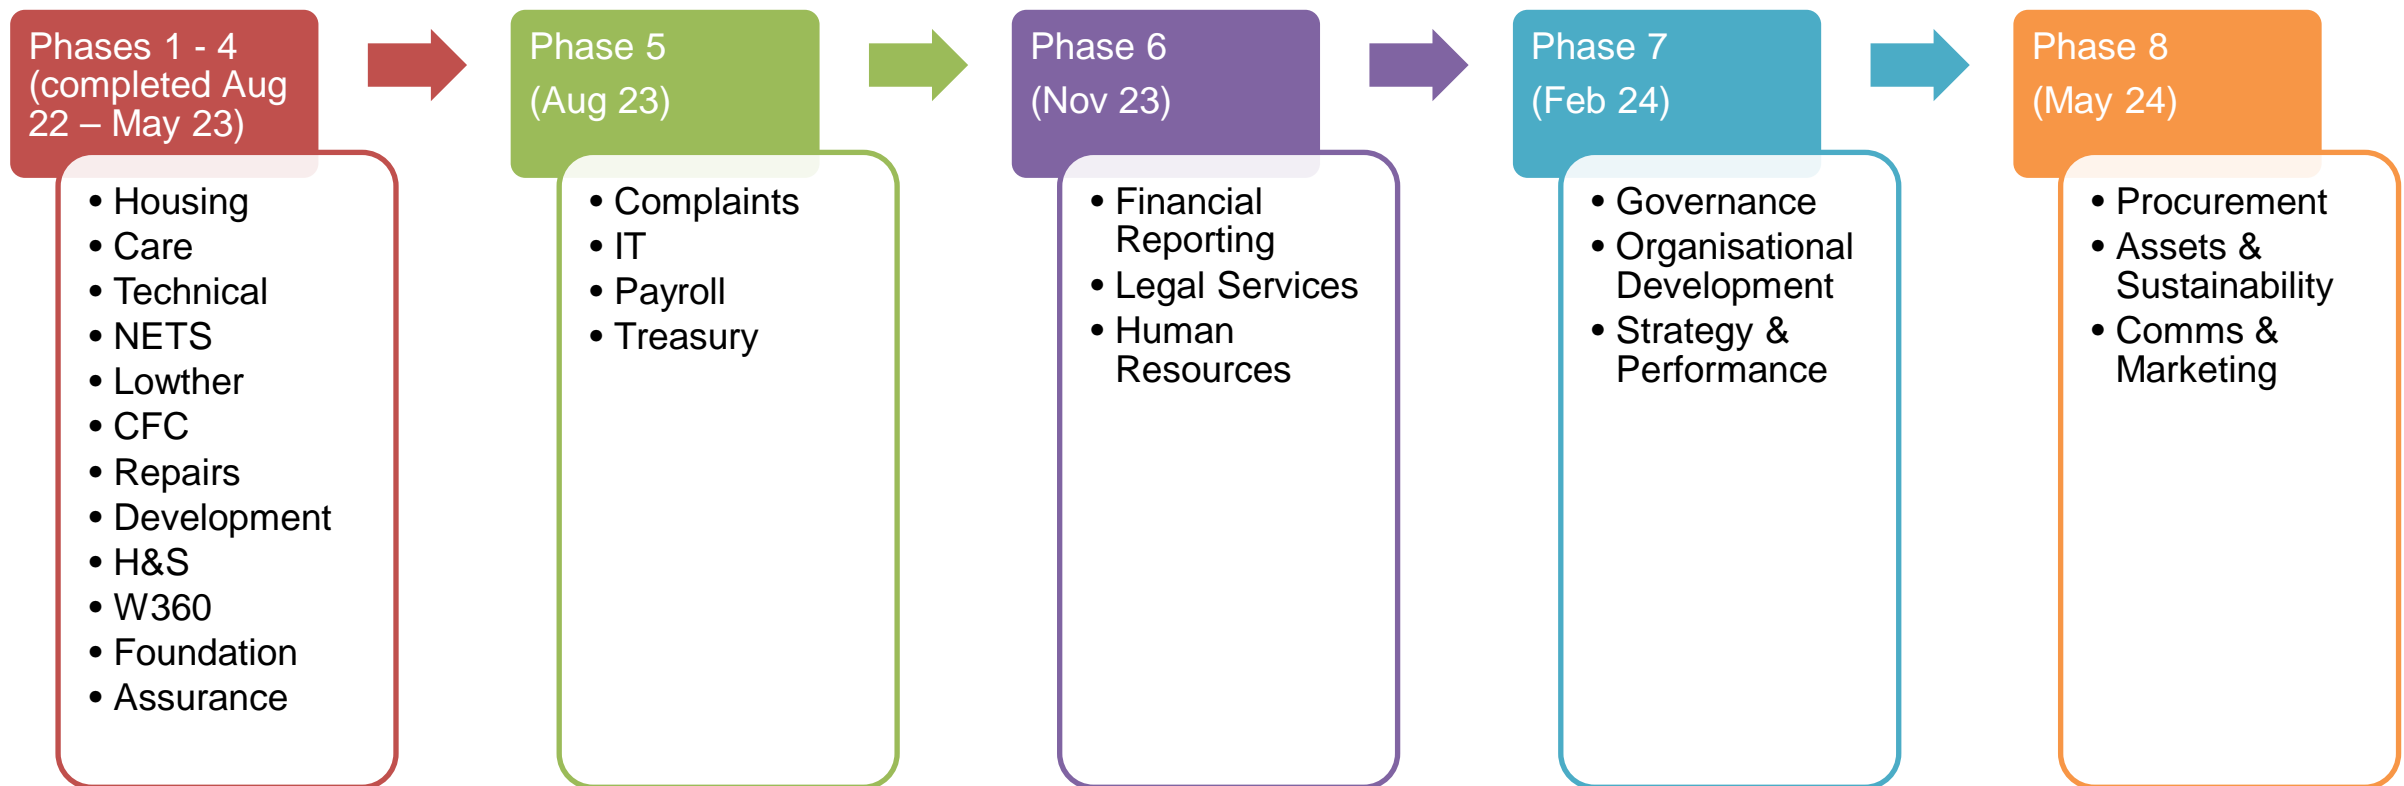 Phases 1 - 4
(completed Aug
22 – May 23)
• Housing
• Care
• Technical
• NETS
• Lowther
• CFC
• Repairs
• Development
• H&S
• W360
• Foundation
• Assurance
Phase 5
(Aug 23)
• Complaints
• IT
• Payroll
• Treasury
Phase 6
(Nov 23)
• Financial
Reporting
• Legal Services
• Human
Resources
Phase 7
(Feb 24)
• Governance
• Organisational
Development
• Strategy &
Performance
Phase 8
(May 24)
• Procurement
• Assets &
Sustainability
• Comms &
Marketing